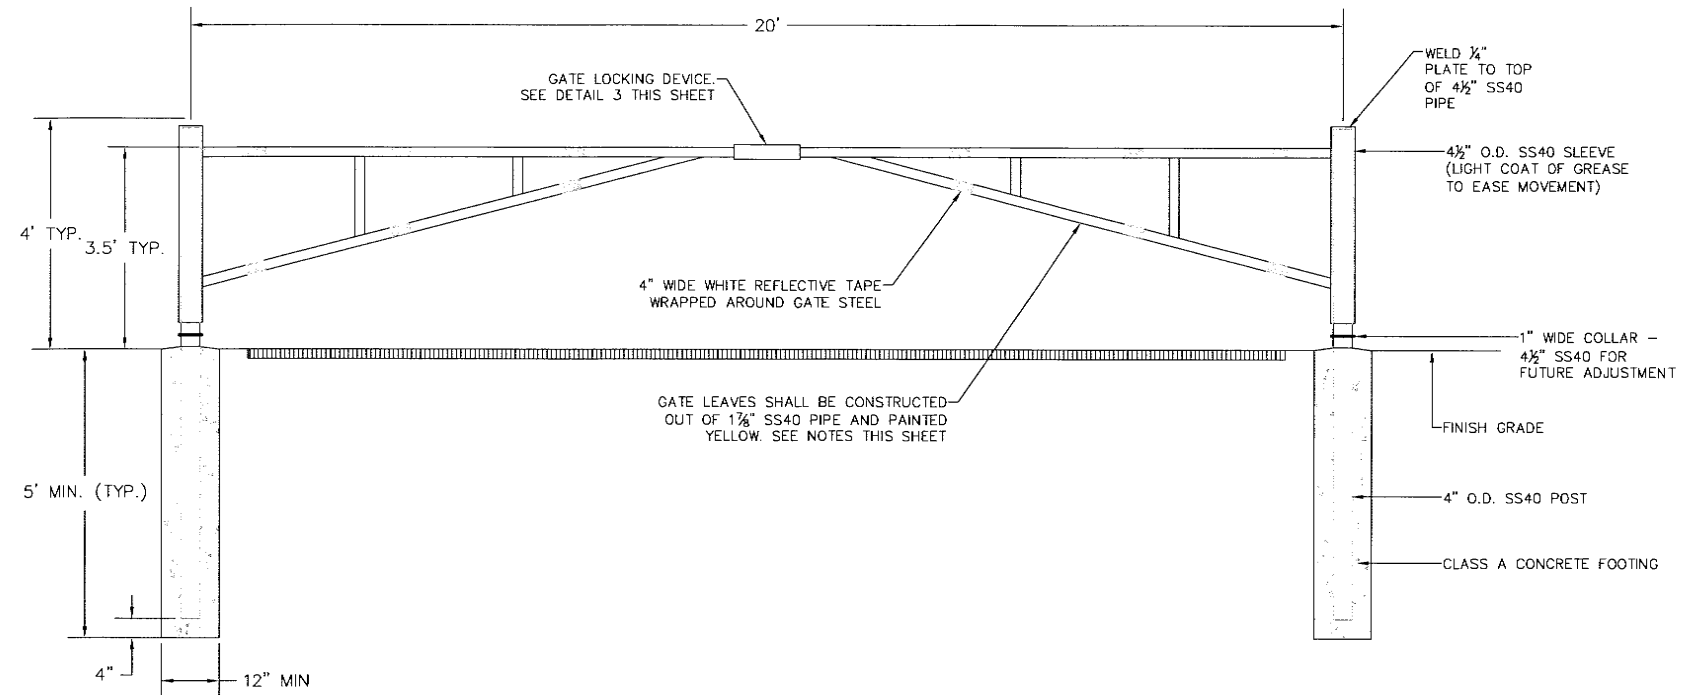 20'
GATE LOCKING DEVICE.
SEE DETAIL 3 THIS SHEET
WELD ¼"
PLATE TO TOP
OF 4½" SS40
PIPE
4½" O.D. SS40 SLEEVE
(LIGHT COAT OF GREASE
TO EASE MOVEMENT)
4' TYP.
3.5' TYP.
4" WIDE WHITE REFLECTIVE TAPE
WRAPPED AROUND GATE STEEL
1" WIDE COLLAR –
4½" SS40 FOR
FUTURE ADJUSTMENT
GATE LEAVES SHALL BE CONSTRUCTED
OUT OF 1⅞" SS40 PIPE AND PAINTED
YELLOW. SEE NOTES THIS SHEET
FINISH GRADE
5' MIN. (TYP.)
4" O.D. SS40 POST
CLASS A CONCRETE FOOTING
4"
12" MIN